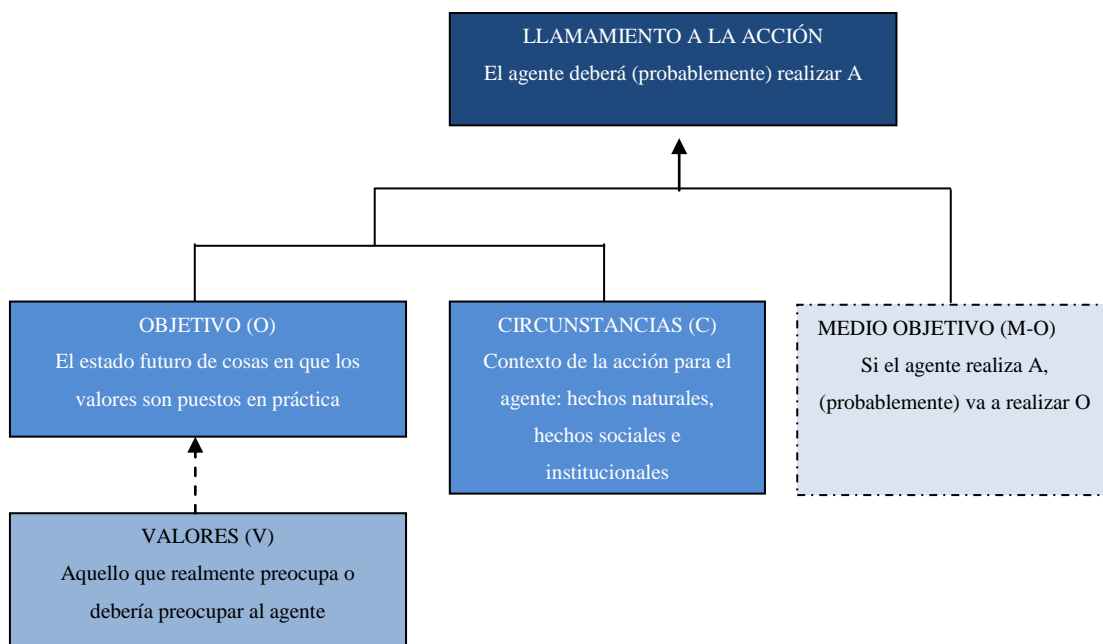 LLAMAMIENTO A LA ACCIÓN
El agente deberá (probablemente) realizar A
OBJETIVO (O)
El estado futuro de cosas en que los
valores son puestos en práctica
CIRCUNSTANCIAS (C)
Contexto de la acción para el
agente: hechos naturales,
hechos sociales e
institucionales
MEDIO OBJETIVO (M-O)
Si el agente realiza A,
(probablemente) va a realizar O
VALORES (V)
Aquello que realmente preocupa o
debería preocupar al agente